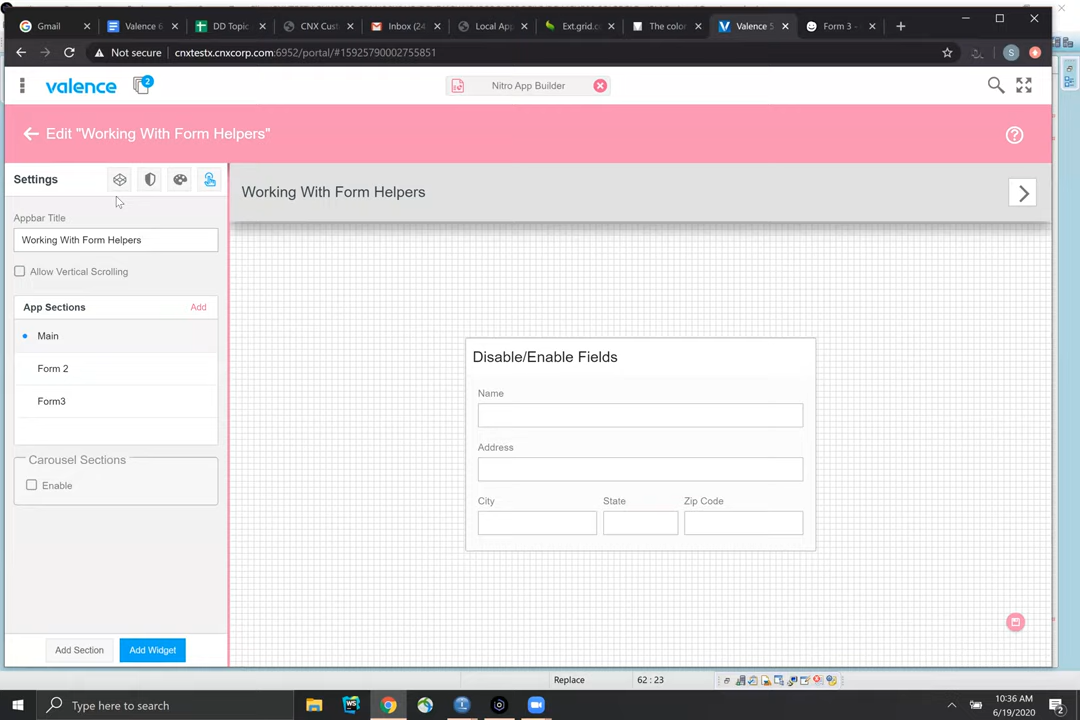 Gmail
Valence 6
DD Topic
CNX Cust
Inbox (24
Local App
Ext.grid.c
The color
Valence 5
Form 3 -
Not secure
cnxtestx.cnxcorp.com:6952/portal/#15925790002755851
S
valence
2
Nitro App Builder
Edit "Working With Form Helpers"
Settings
Working With Form Helpers
Appbar Title
Working With Form Helpers
Allow Vertical Scrolling
App Sections
Add
Main
Form 2
Form3
Carousel Sections
Enable
Disable/Enable Fields
Name
Address
City
State
Zip Code
Add Section
Add Widget
Replace
62 : 23
Type here to search
WS
10:36 AM
6/19/2020
2